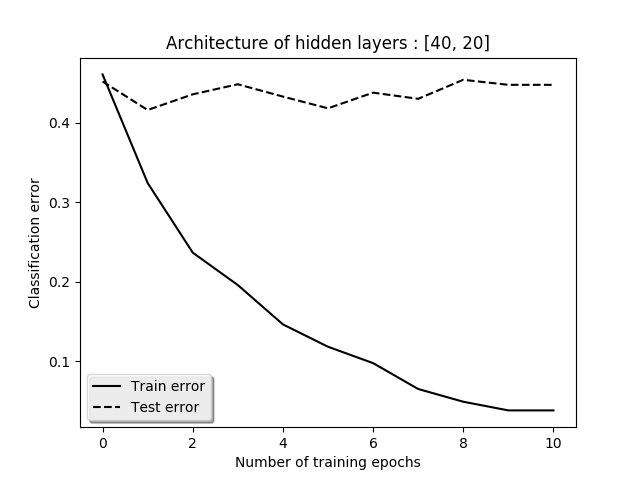 Architecture of hidden layers : [40, 20]
Classification error
0.4
0.3
0.2
0.1
Train error
Test error
0 2 4 6 8 10
Number of training epochs